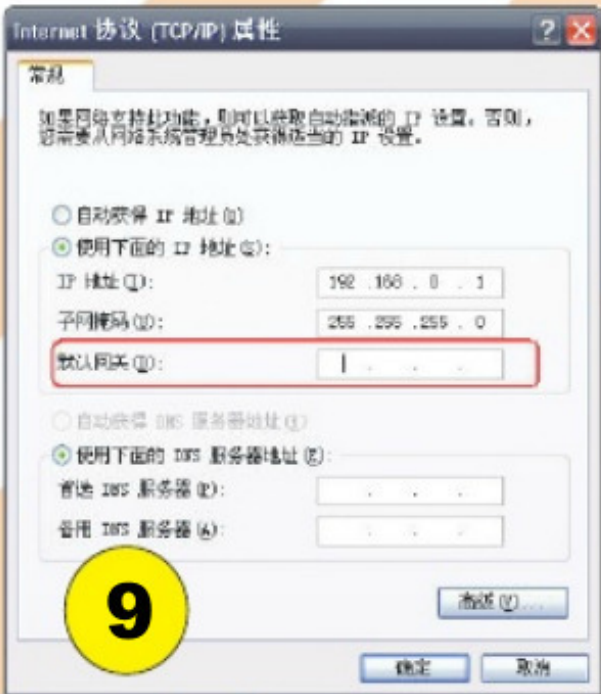 Internet 协议 (TCP/IP) 属性
常规
如果网络支持此功能，则可以获取自动指派的 IP 设置。否则，
您需要从网络系统管理员处获得适当的 IP 设置。
自动获得 IP 地址(O)
使用下面的 IP 地址(S):
IP 地址(I): 192 .168 . 0 . 1
子网掩码(U): 255 .255 .255 . 0
默认网关(D): . . .
自动获得 DNS 服务器地址(B)
使用下面的 DNS 服务器地址(E):
首选 DNS 服务器(P): . . .
备用 DNS 服务器(A): . . .
9
高级(V)...
确定 取消